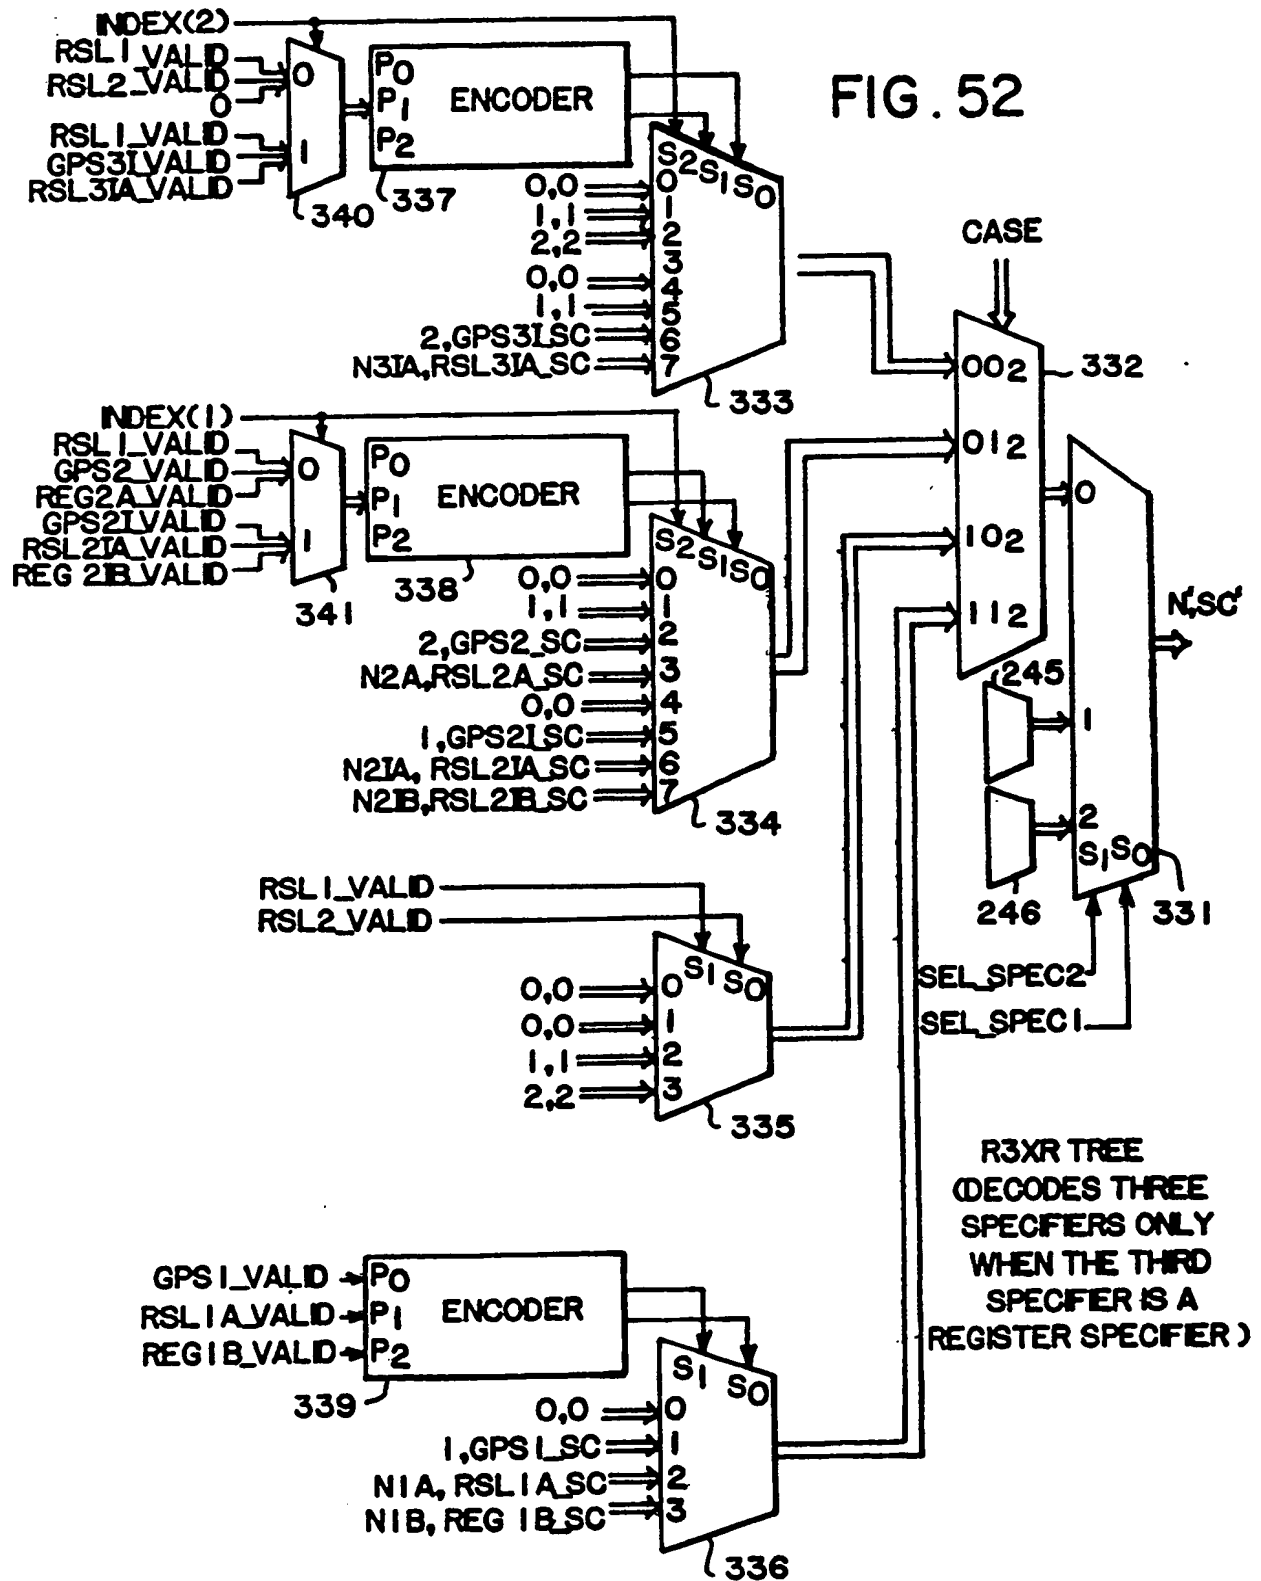 FIG. 52
INDEX(2)
RSL1_VALID
RSL2_VALID
0
RSL1_VALID
GPS3I_VALID
RSL3IA_VALID
0
1
340
P0
P1
P2
ENCODER
337
S2 S1 S0
0,0 0
1,1 1
2,2 2
3
0,0 4
1,1 5
2,GPS3I_SC 6
N3IA,RSL3IA_SC 7
333
CASE
002
012
102
112
332
INDEX(1)
RSL1_VALID
GPS2_VALID
REG2A_VALID
GPS2I_VALID
RSL2IA_VALID
REG 2IB_VALID
0
1
341
P0
P1
P2
ENCODER
338
S2 S1 S0
0,0 0
1,1 1
2,GPS2_SC 2
N2A,RSL2A_SC 3
0,0 4
1,GPS2I_SC 5
N2IA, RSL2IA_SC 6
N2IB,RSL2IB_SC 7
334
0
1
2
S1 S0
245
246
331
N',SC'
SEL_SPEC2
SEL_SPEC1
RSL1_VALID
RSL2_VALID
S1 S0
0,0 0
0,0 1
1,1 2
2,2 3
335
R3XR TREE
(DECODES THREE
SPECIFIERS ONLY
WHEN THE THIRD
SPECIFIER IS A
REGISTER SPECIFIER)
GPS1_VALID P0
RSL1A_VALID P1
REG1B_VALID P2
ENCODER
339
S1 S0
0,0 0
1,GPS1_SC 1
N1A, RSL1A_SC 2
N1B, REG 1B_SC 3
336